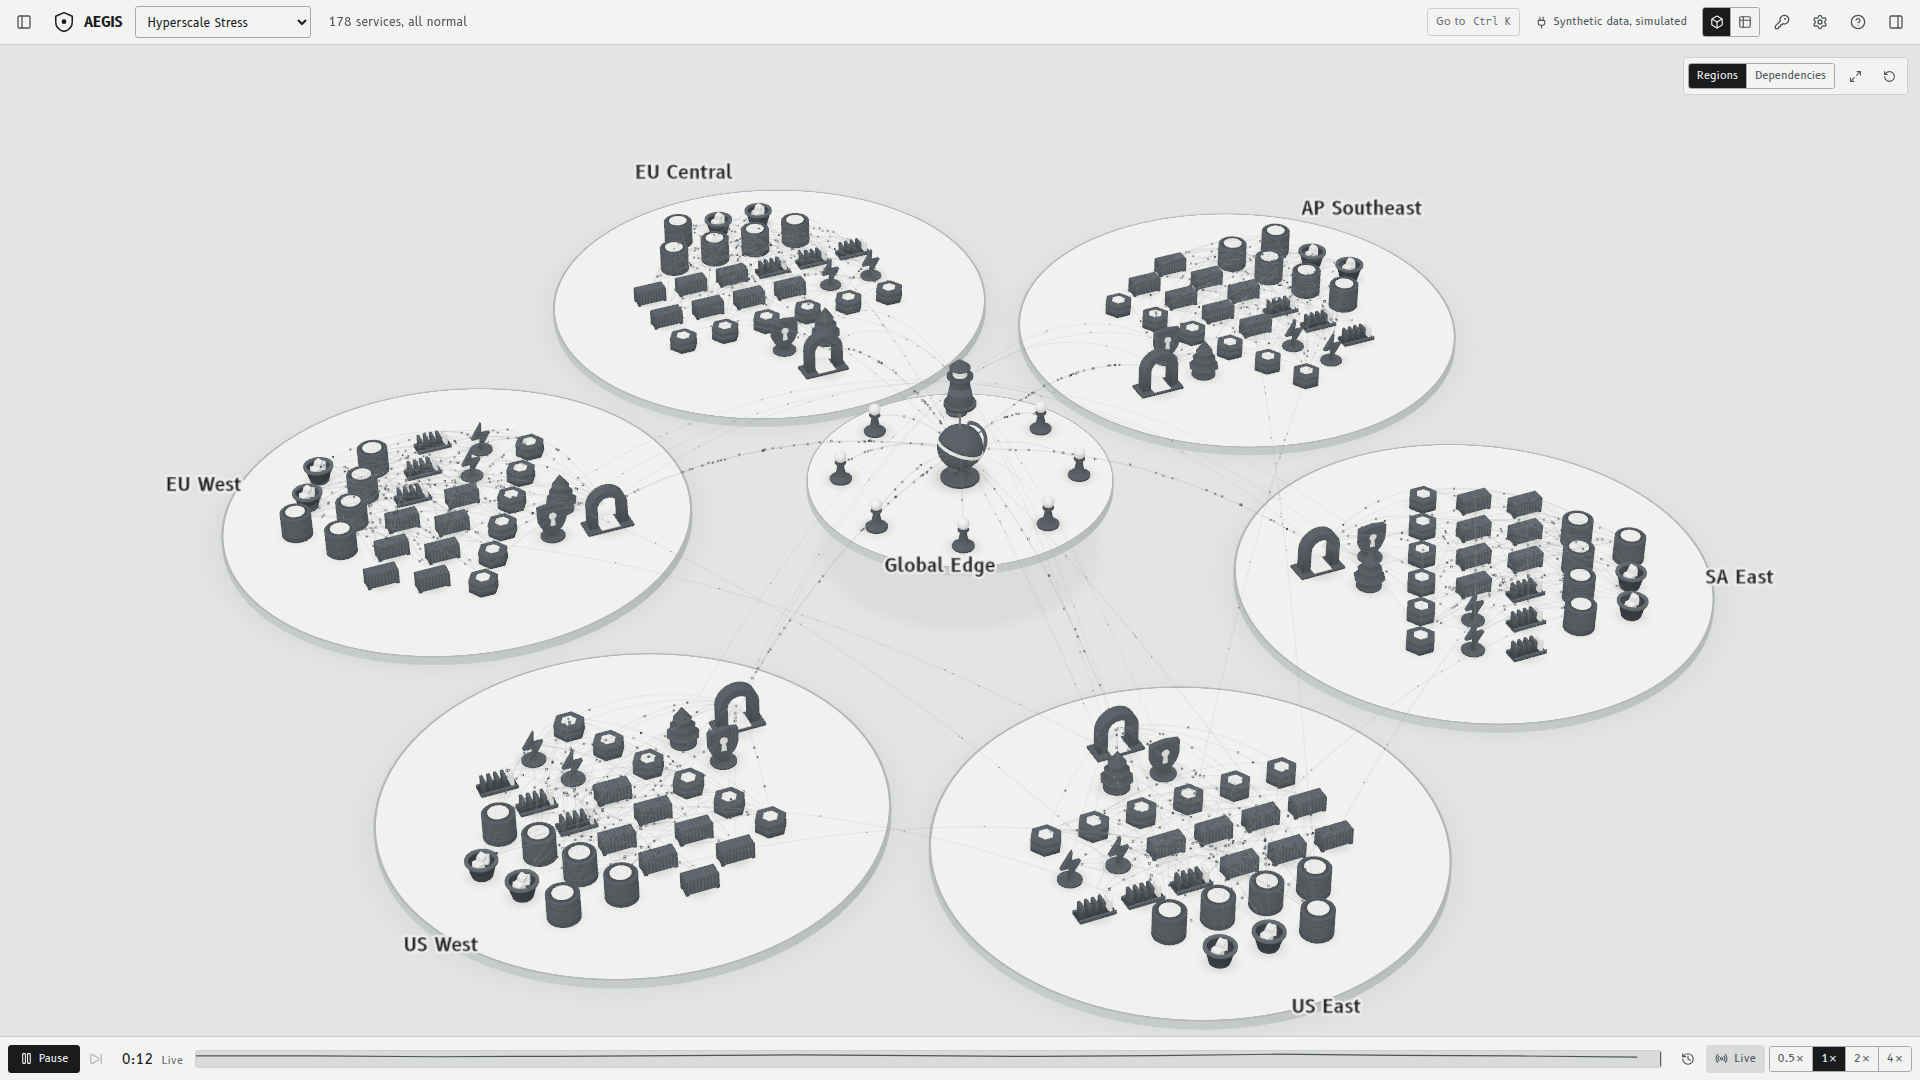 AEGIS
Hyperscale Stress
178 services, all normal
Go to Ctrl K
Synthetic data, simulated
Regions
Dependencies
EU Central
AP Southeast
EU West
Global Edge
SA East
US West
US East
Pause
0:12 Live
Live
0.5×
1×
2×
4×